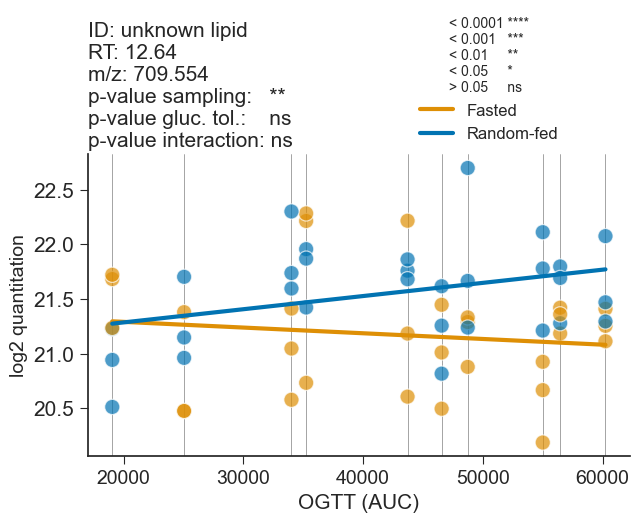 ID: unknown lipid
RT: 12.64
m/z: 709.554
p-value sampling: **
p-value gluc. tol.: ns
p-value interaction: ns
< 0.0001 ****
< 0.001 ***
< 0.01 **
< 0.05 *
> 0.05 ns
Fasted
Random-fed
log2 quantitation
22.5
22.0
21.5
21.0
20.5
20000 30000 40000 50000 60000
OGTT (AUC)